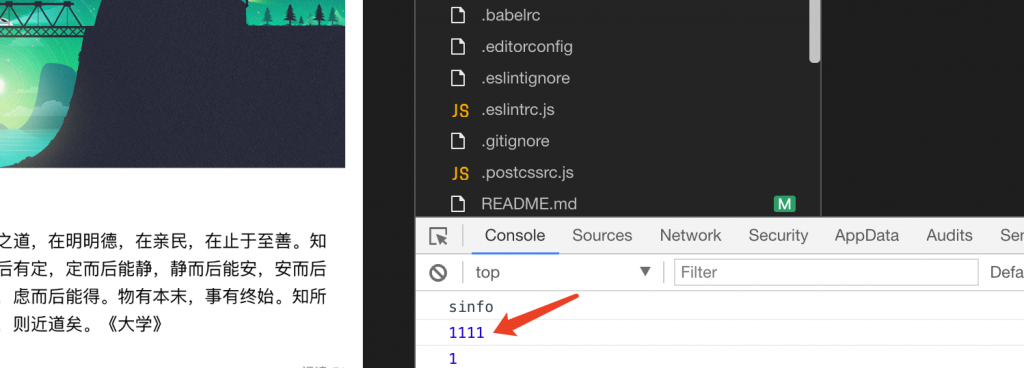 之道，在明明德，在亲民，在止于至善。知
后有定，定而后能静，静而后能安，安而后
虑而后能得。物有本末，事有终始。知所
则近道矣。《大学》
.babelrc
.editorconfig
.eslintignore
JS .eslintrc.js
.gitignore
JS .postcssrc.js
README.md M
Console Sources Network Security AppData Audits
top Filter
sinfo
1111
1